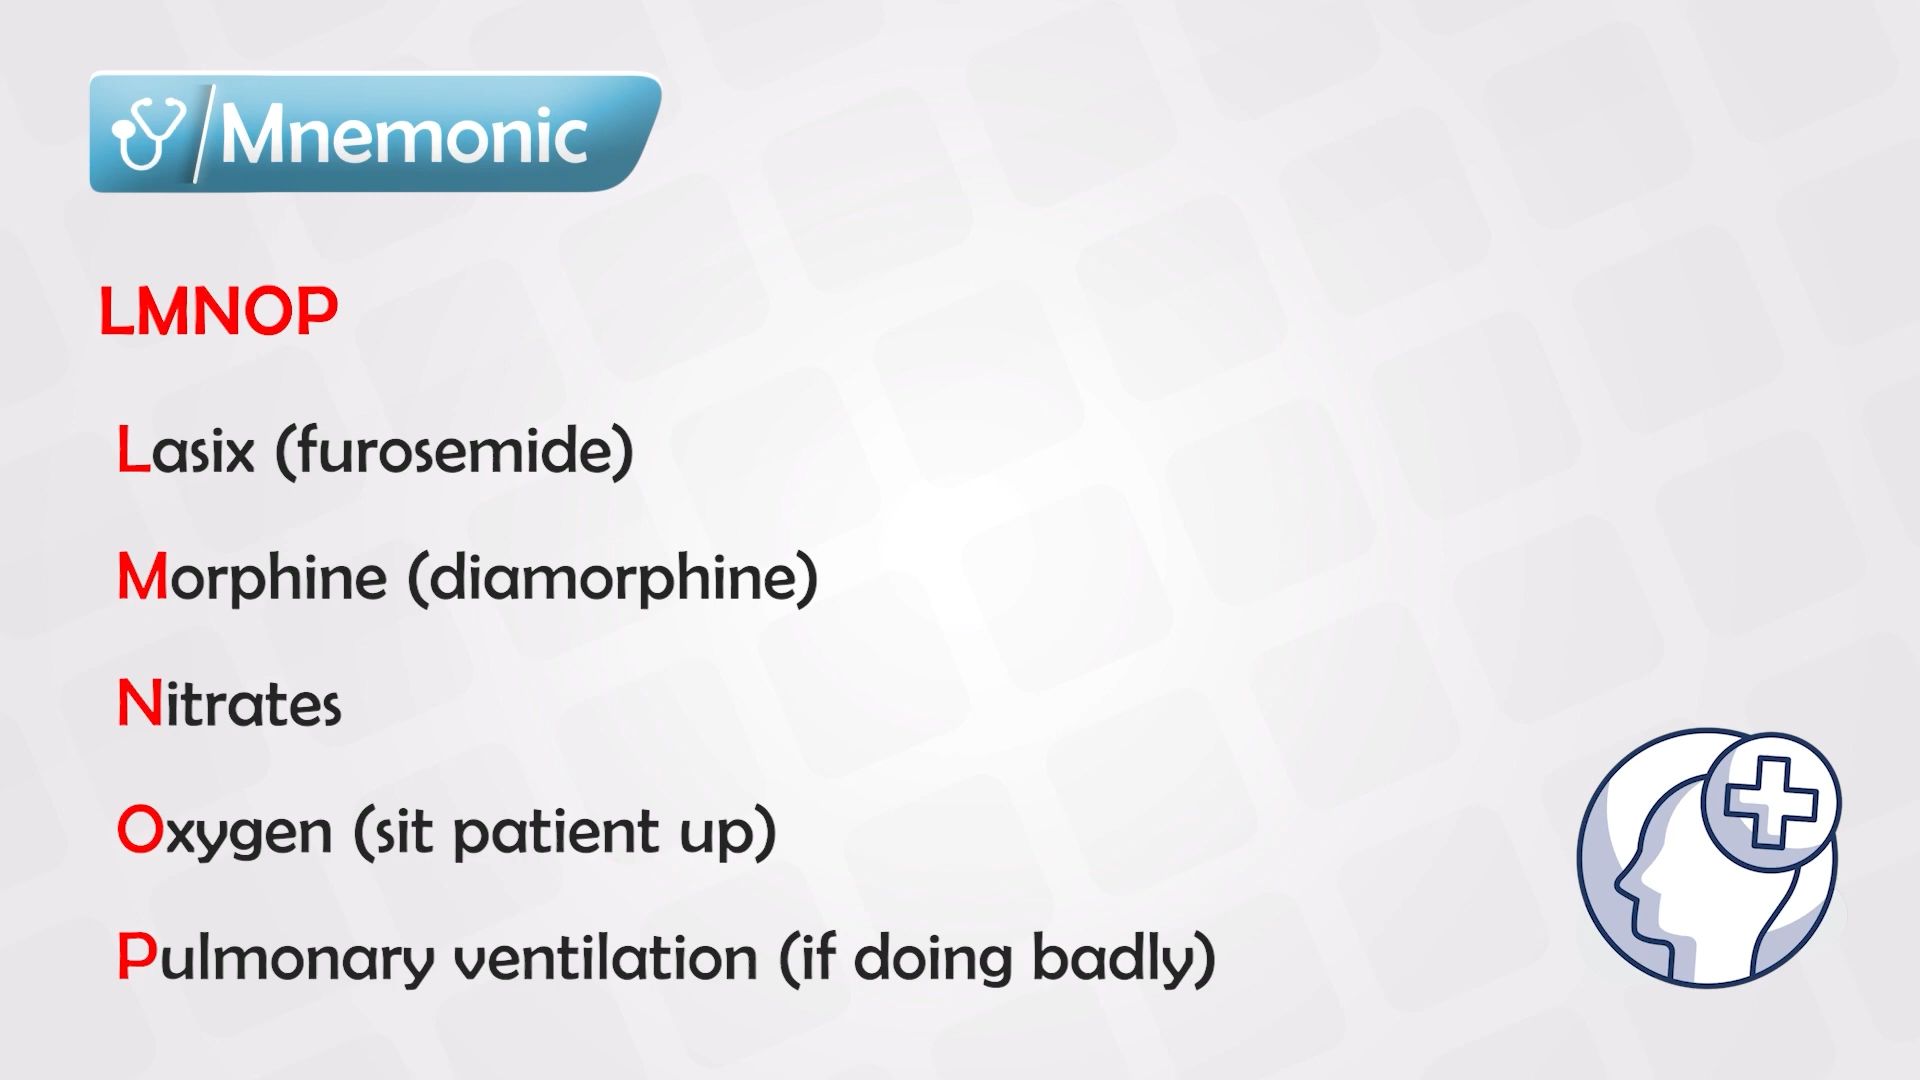 Mnemonic
LMNOP
Lasix (furosemide)
Morphine (diamorphine)
Nitrates
Oxygen (sit patient up)
Pulmonary ventilation (if doing badly)